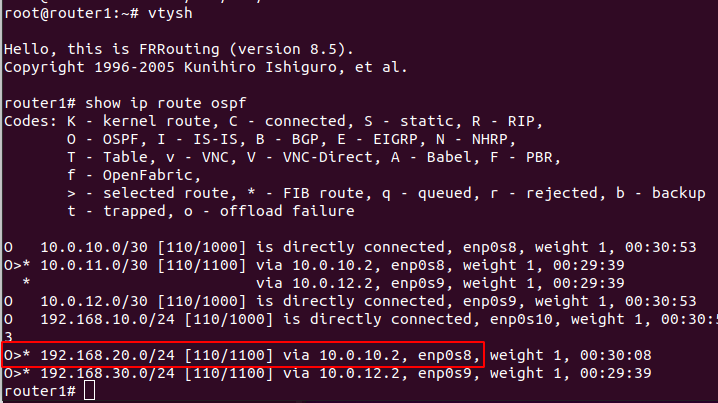 root@router1:~# vtysh
Hello, this is FRRouting (version 8.5).
Copyright 1996-2005 Kunihiro Ishiguro, et al.
router1# show ip route ospf
Codes: K - kernel route, C - connected, S - static, R - RIP,
       O - OSPF, I - IS-IS, B - BGP, E - EIGRP, N - NHRP,
       T - Table, v - VNC, V - VNC-Direct, A - Babel, F - PBR,
       f - OpenFabric,
       > - selected route, * - FIB route, q - queued, r - rejected, b - backup
       t - trapped, o - offload failure
O   10.0.10.0/30 [110/1000] is directly connected, enp0s8, weight 1, 00:30:53
O>* 10.0.11.0/30 [110/1100] via 10.0.10.2, enp0s8, weight 1, 00:29:39
  *                         via 10.0.12.2, enp0s9, weight 1, 00:29:39
O   10.0.12.0/30 [110/1000] is directly connected, enp0s9, weight 1, 00:30:53
O   192.168.10.0/24 [110/1000] is directly connected, enp0s10, weight 1, 00:30:5
3
O>* 192.168.20.0/24 [110/1100] via 10.0.10.2, enp0s8, weight 1, 00:30:08
O>* 192.168.30.0/24 [110/1100] via 10.0.12.2, enp0s9, weight 1, 00:29:39
router1#